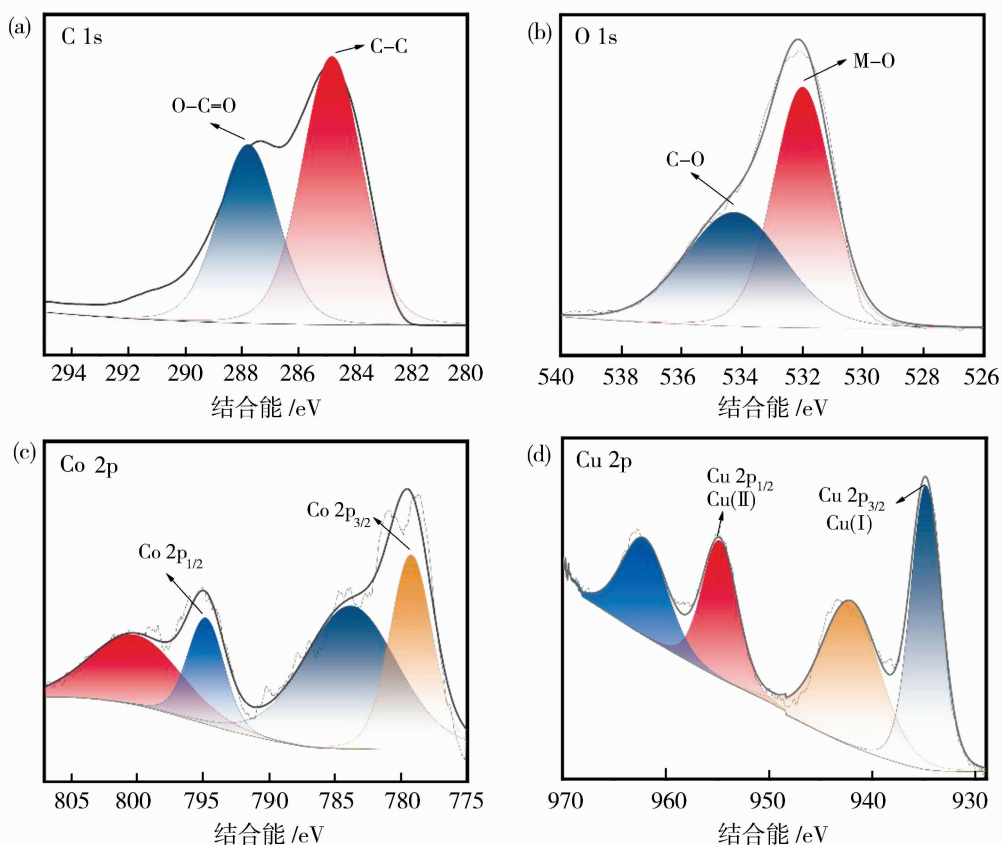 (a)
C 1s
C–C
O–C=O
294 292 290 288 286 284 282 280
结合能 /eV
(b)
O 1s
M–O
C–O
540 538 536 534 532 530 528 526
结合能 /eV
(c)
Co 2p
Co 2p3/2
Co 2p1/2
805 800 795 790 785 780 775
结合能 /eV
(d)
Cu 2p
Cu 2p1/2
Cu(II)
Cu 2p3/2
Cu(I)
970 960 950 940 930
结合能 /eV